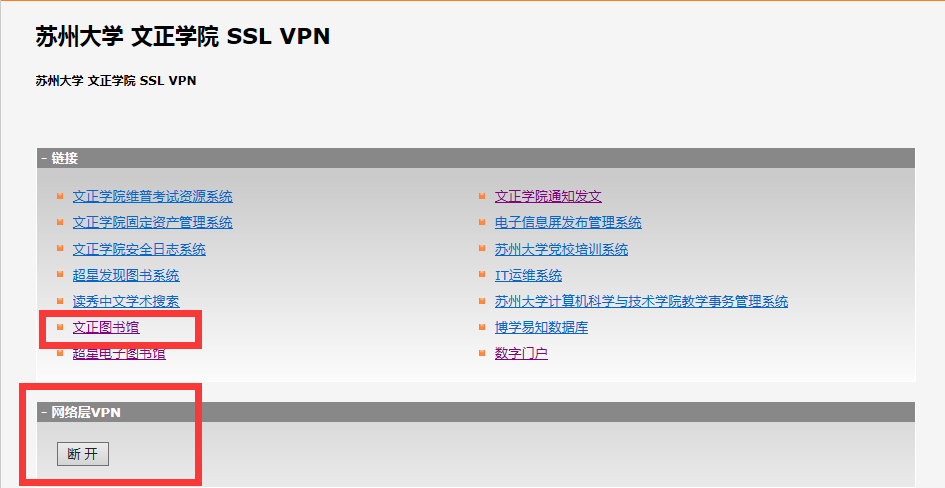 苏州大学 文正学院 SSL VPN
苏州大学 文正学院 SSL VPN
- 链接
文正学院维普考试资源系统
文正学院固定资产管理系统
文正学院安全日志系统
超星发现图书系统
读秀中文学术搜索
文正图书馆
超星电子图书馆
文正学院通知发文
电子信息屏发布管理系统
苏州大学党校培训系统
IT运维系统
苏州大学计算机科学与技术学院教学事务管理系统
博学易知数据库
数字门户
- 网络层VPN
断 开